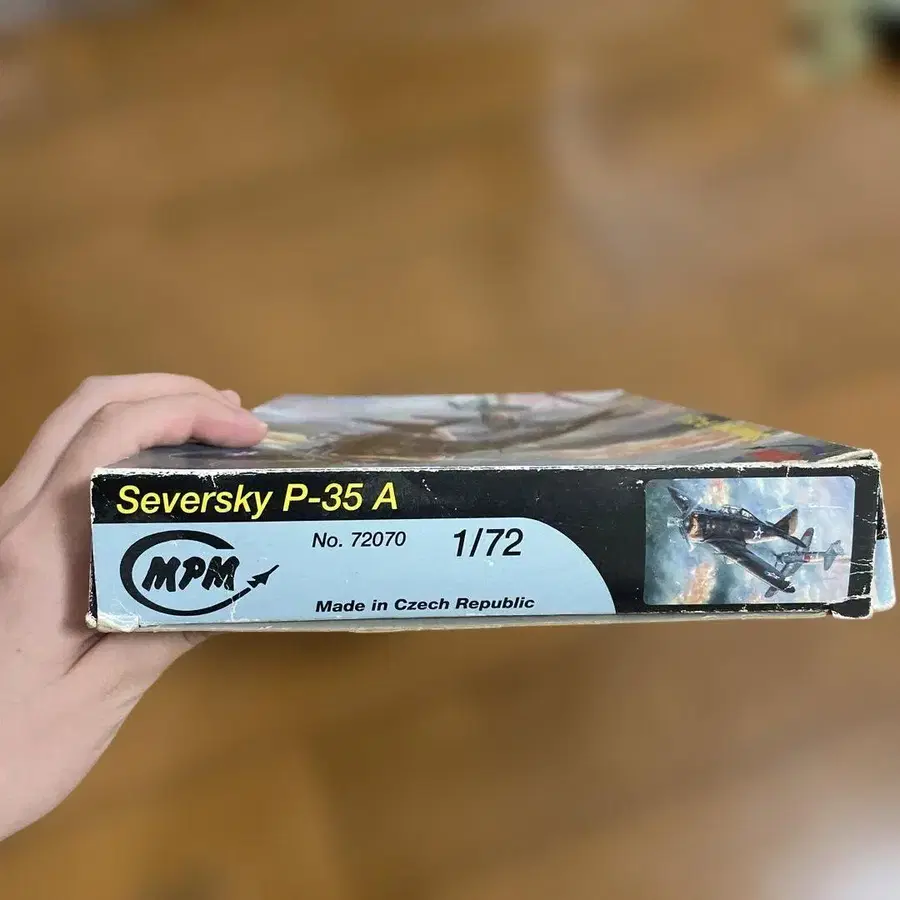 Seversky P-35 A
No. 72070 1/72
MPM
Made in Czech Republic